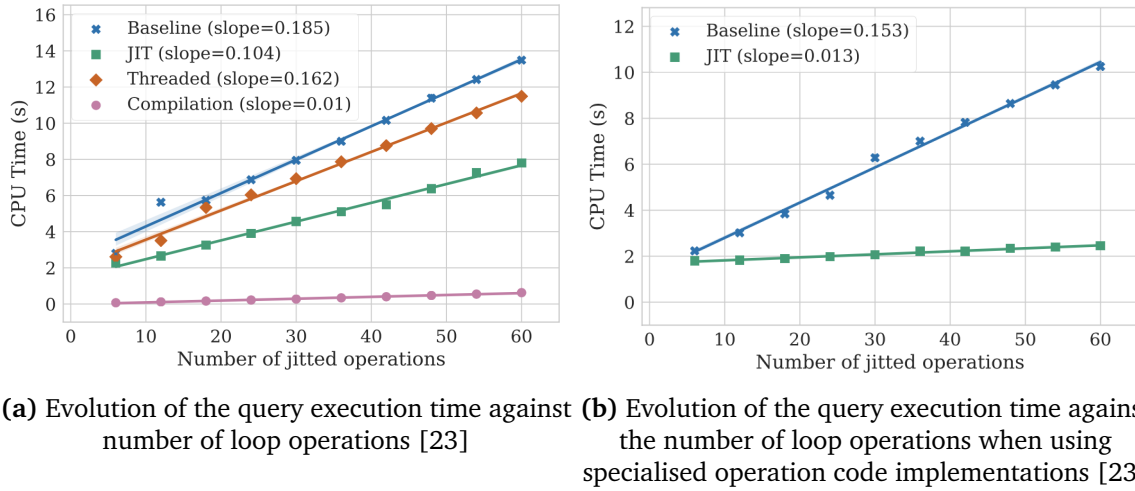 16
14
12
10
8
6
4
2
0
CPU Time (s)
Baseline (slope=0.185)
JIT (slope=0.104)
Threaded (slope=0.162)
Compilation (slope=0.01)
0 10 20 30 40 50 60
Number of jitted operations
(a) Evolution of the query execution time against
number of loop operations [23]
12
10
8
6
4
2
0
CPU Time (s)
Baseline (slope=0.153)
JIT (slope=0.013)
0 10 20 30 40 50 60
Number of jitted operations
(b) Evolution of the query execution time agains
the number of loop operations when using
specialised operation code implementations [23